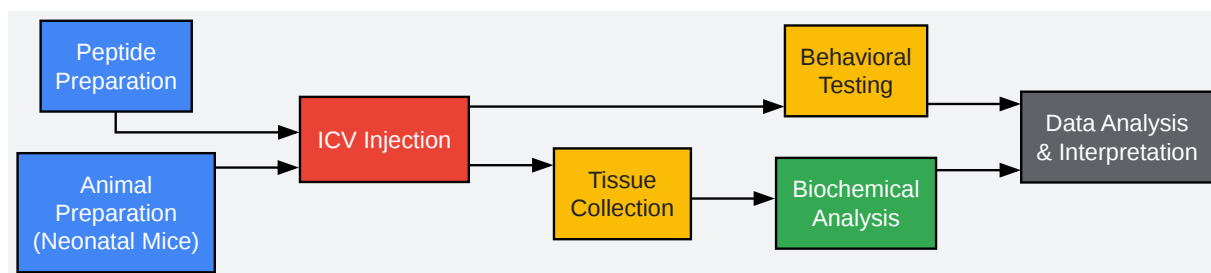 Peptide
Preparation
Animal
Preparation
(Neonatal Mice)
ICV Injection
Behavioral
Testing
Tissue
Collection
Biochemical
Analysis
Data Analysis
& Interpretation